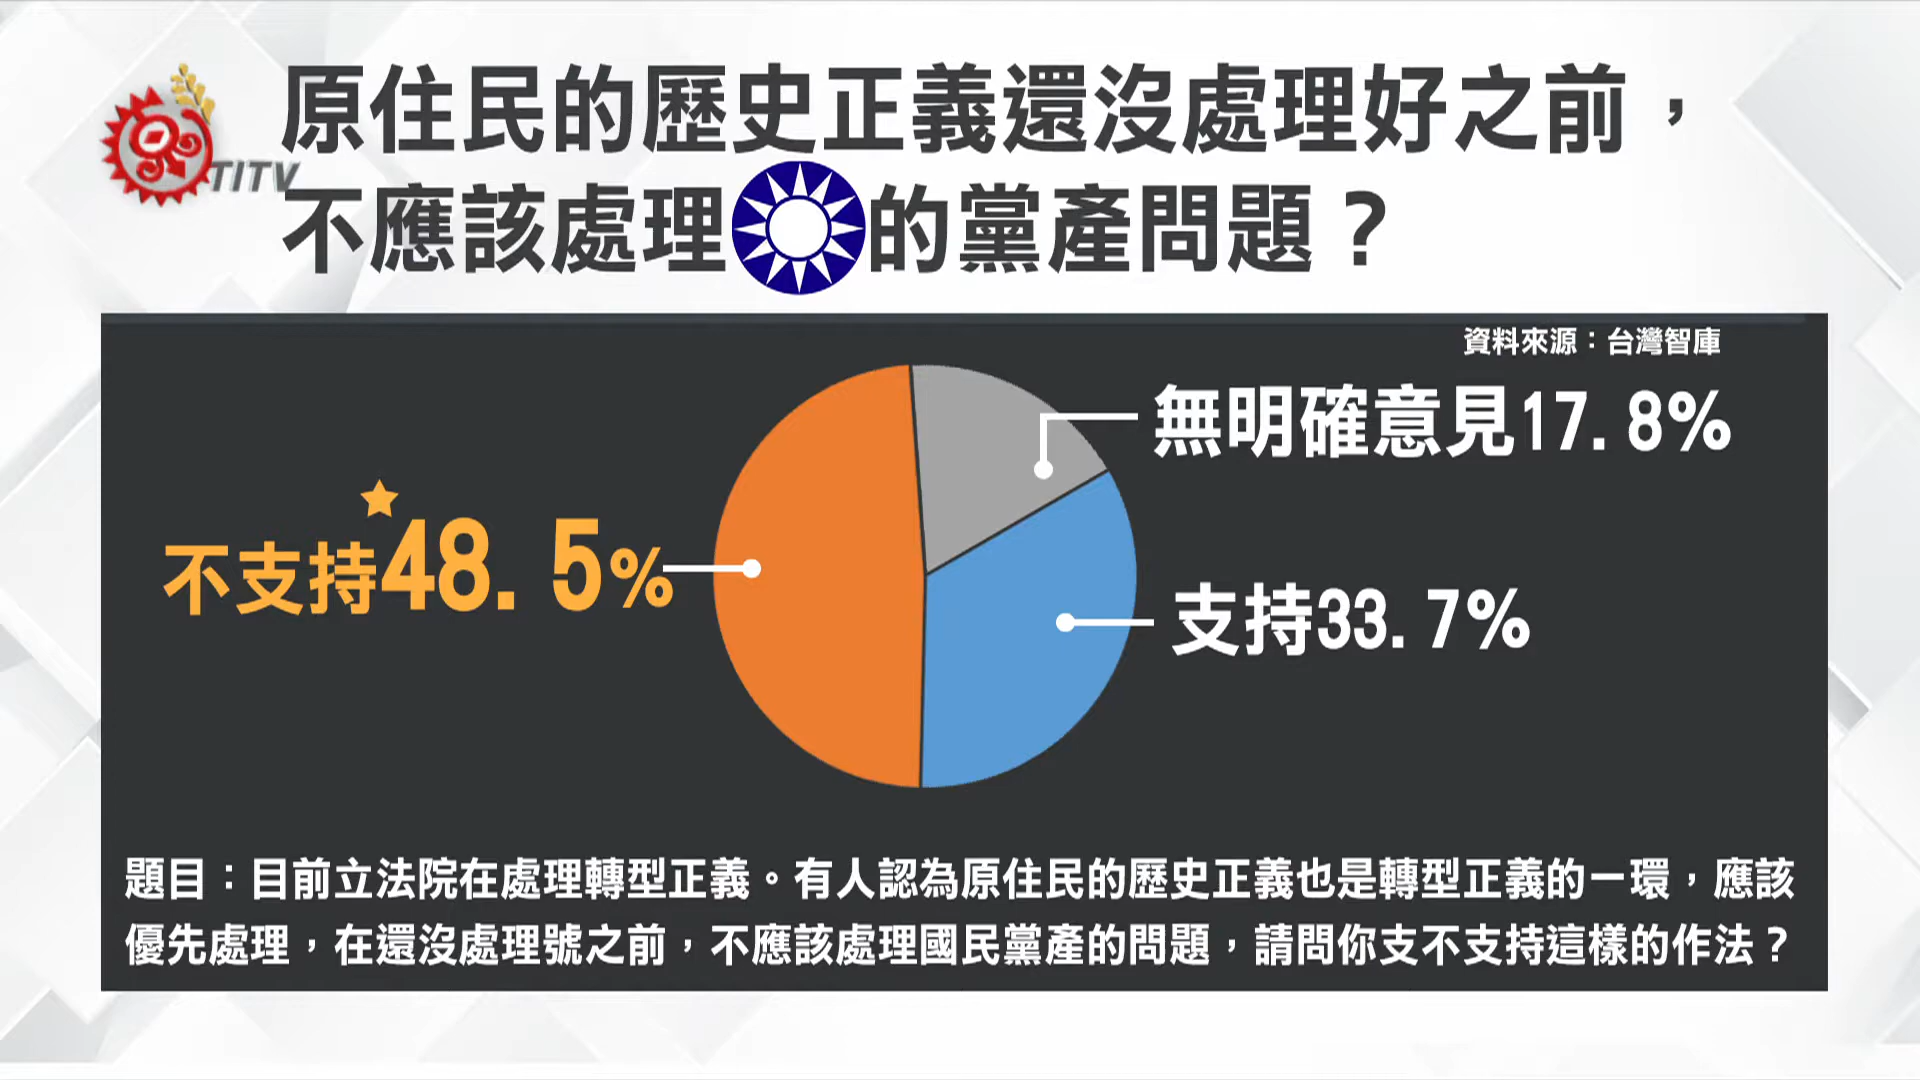 TITV
原住民的歷史正義還沒處理好之前，
不應該處理的黨產問題？
資料來源：台灣智庫
無明確意見17.8%
不支持48.5%
支持33.7%
題目：目前立法院在處理轉型正義。有人認為原住民的歷史正義也是轉型正義的一環，應該
優先處理，在還沒處理號之前，不應該處理國民黨產的問題，請問你支不支持這樣的作法？